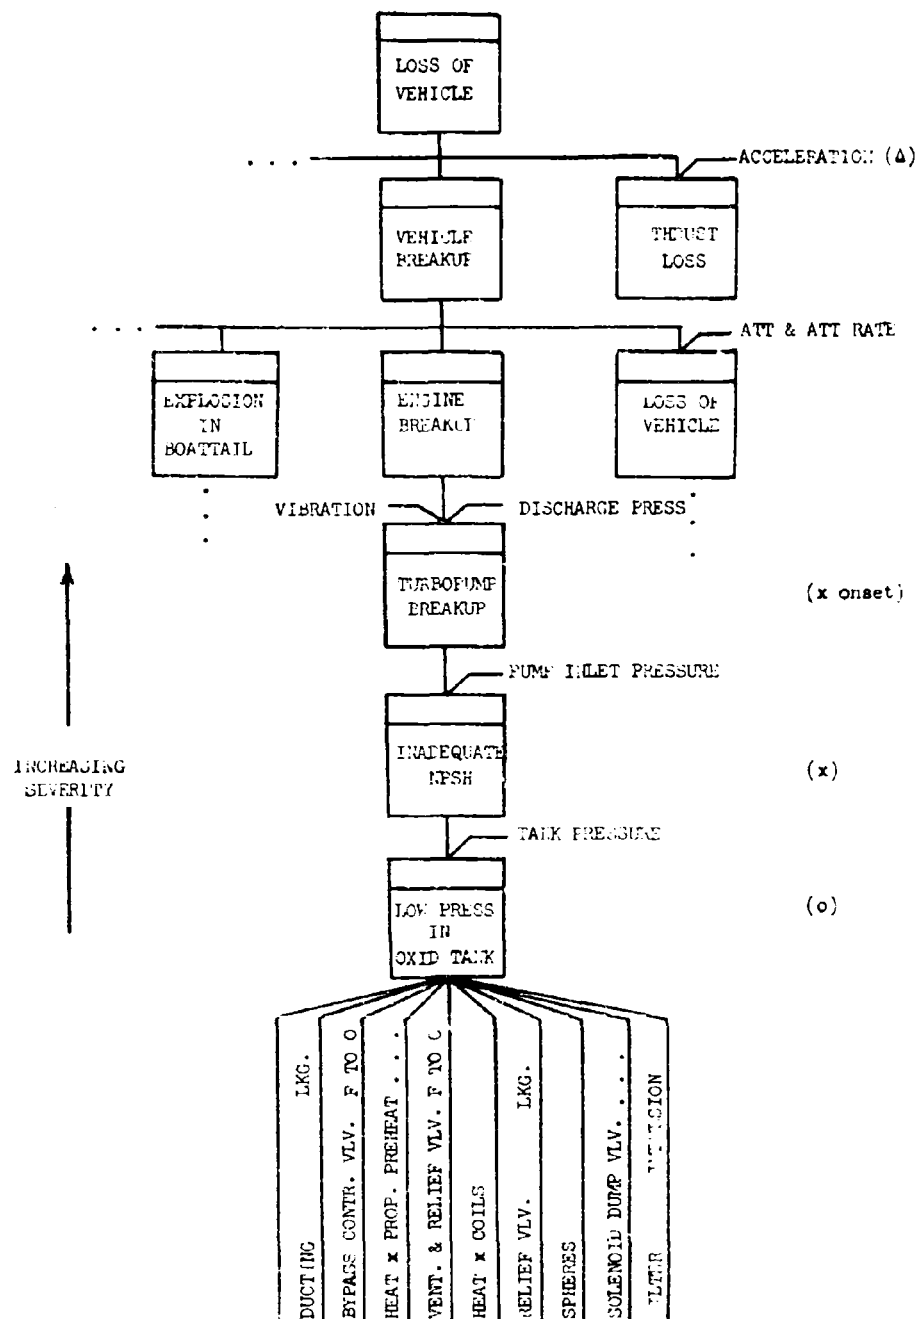 LOSS OF
VEHICLE
. . .
ACCELERATION (Δ)
VEHICLE
BREAKUP
THRUST
LOSS
. . .
ATT & ATT RATE
EXPLOSION
IN
BOATTAIL
ENGINE
BREAKUP
LOSS OF
VEHICLE
VIBRATION
DISCHARGE PRESS
TURBOPUMP
BREAKUP
(x onset)
PUMP INLET PRESSURE
INCREASING
SEVERITY
INADEQUATE
NPSH
(x)
TANK PRESSURE
LOW PRESS
IN
OXID TANK
(o)
DUCTING LKG.
BYPASS CONTR. VLV. F TO O
HEAT x PROP. PREHEAT . . .
VENT. & RELIEF VLV. F TO O
HEAT x COILS
RELIEF VLV. LKG.
SPHERES
SOLENOID DUMP VLV. . . .
FILTER